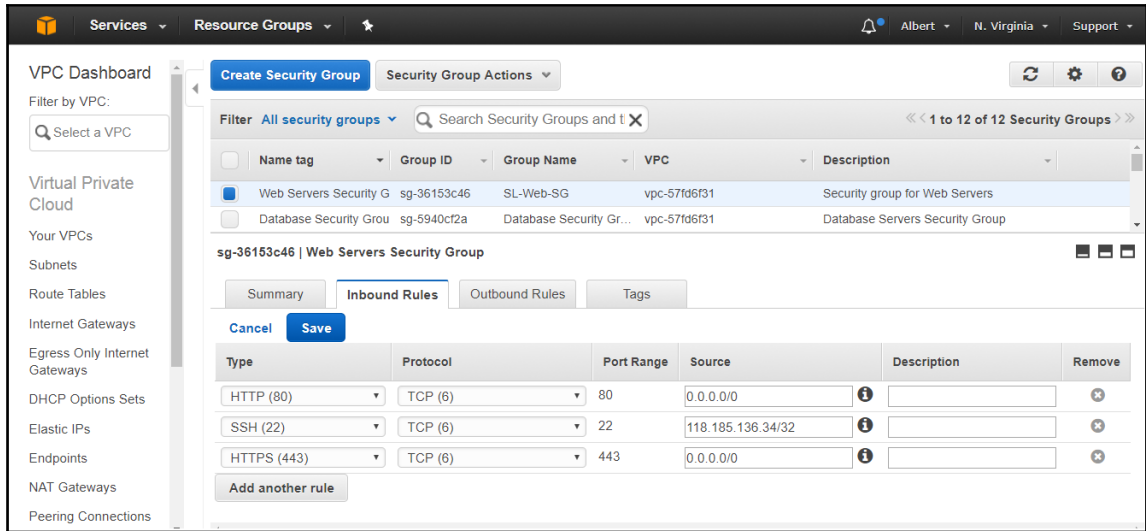 Services Resource Groups Albert N. Virginia Support
VPC Dashboard
Filter by VPC:
Select a VPC
Virtual Private
Cloud
Your VPCs
Subnets
Route Tables
Internet Gateways
Egress Only Internet
Gateways
DHCP Options Sets
Elastic IPs
Endpoints
NAT Gateways
Peering Connections
Create Security Group Security Group Actions
Filter All security groups Search Security Groups and t 1 to 12 of 12 Security Groups
Name tag Group ID Group Name VPC Description
Web Servers Security G sg-36153c46 SL-Web-SG vpc-57fd6f31 Security group for Web Servers
Database Security Grou sg-5940cf2a Database Security Gr... vpc-57fd6f31 Database Servers Security Group
sg-36153c46 | Web Servers Security Group
Summary Inbound Rules Outbound Rules Tags
Cancel Save
Type Protocol Port Range Source Description Remove
HTTP (80) TCP (6) 80 0.0.0.0/0
SSH (22) TCP (6) 22 118.185.136.34/32
HTTPS (443) TCP (6) 443 0.0.0.0/0
Add another rule